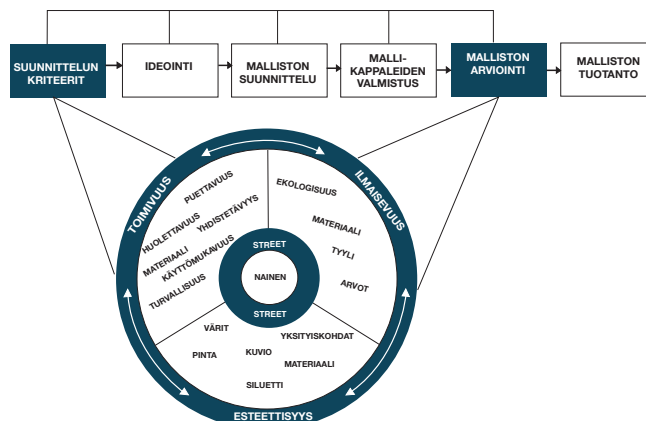 SUUNNITTELUN
KRITEERIT
IDEOINTI
MALLISTON
SUUNNITTELU
MALLI-
KAPPALEIDEN
VALMISTUS
MALLISTON
ARVIOINTI
MALLISTON
TUOTANTO
TOIMIVUUS
PUETTAVUUS
HUOLETTAVUUS
YHDISTETÄVYYS
MATERIAALI
KÄYTTÖMUKAVUUS
TURVALLISUUS
ILMAISEVUUS
EKOLOGISUUS
MATERIAALI
TYYLI
ARVOT
STREET
NAINEN
STREET
VÄRIT
PINTA
KUVIO
YKSITYISKOHDAT
MATERIAALI
SILUETTI
ESTEETTISYYS